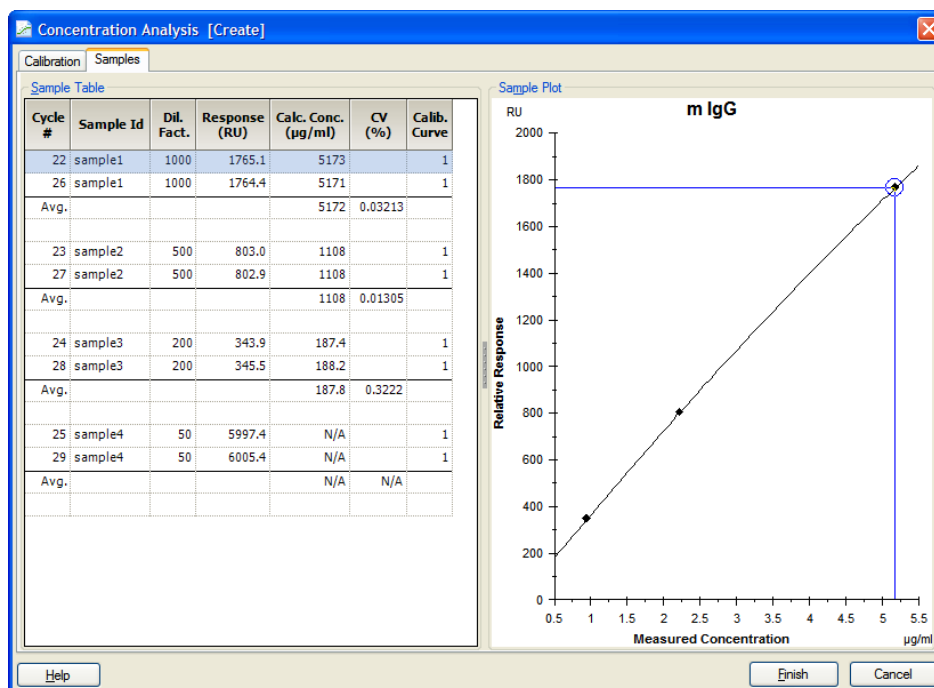 Concentration Analysis [Create]
Calibration Samples
Sample Table
Cycle # Sample Id Dil. Fact. Response (RU) Calc. Conc. (µg/ml) CV (%) Calib. Curve
22 sample1 1000 1765.1 5173 1
26 sample1 1000 1764.4 5171 1
Avg. 5172 0.03213
23 sample2 500 803.0 1108 1
27 sample2 500 802.9 1108 1
Avg. 1108 0.01305
24 sample3 200 343.9 187.4 1
28 sample3 200 345.5 188.2 1
Avg. 187.8 0.3222
25 sample4 50 5997.4 N/A 1
29 sample4 50 6005.4 N/A 1
Avg. N/A N/A
Sample Plot
RU
m IgG
2000
1800
1600
1400
1200
1000
800
600
400
200
0
Relative Response
0.5 1 1.5 2 2.5 3 3.5 4 4.5 5 5.5
Measured Concentration
µg/ml
Help Finish Cancel